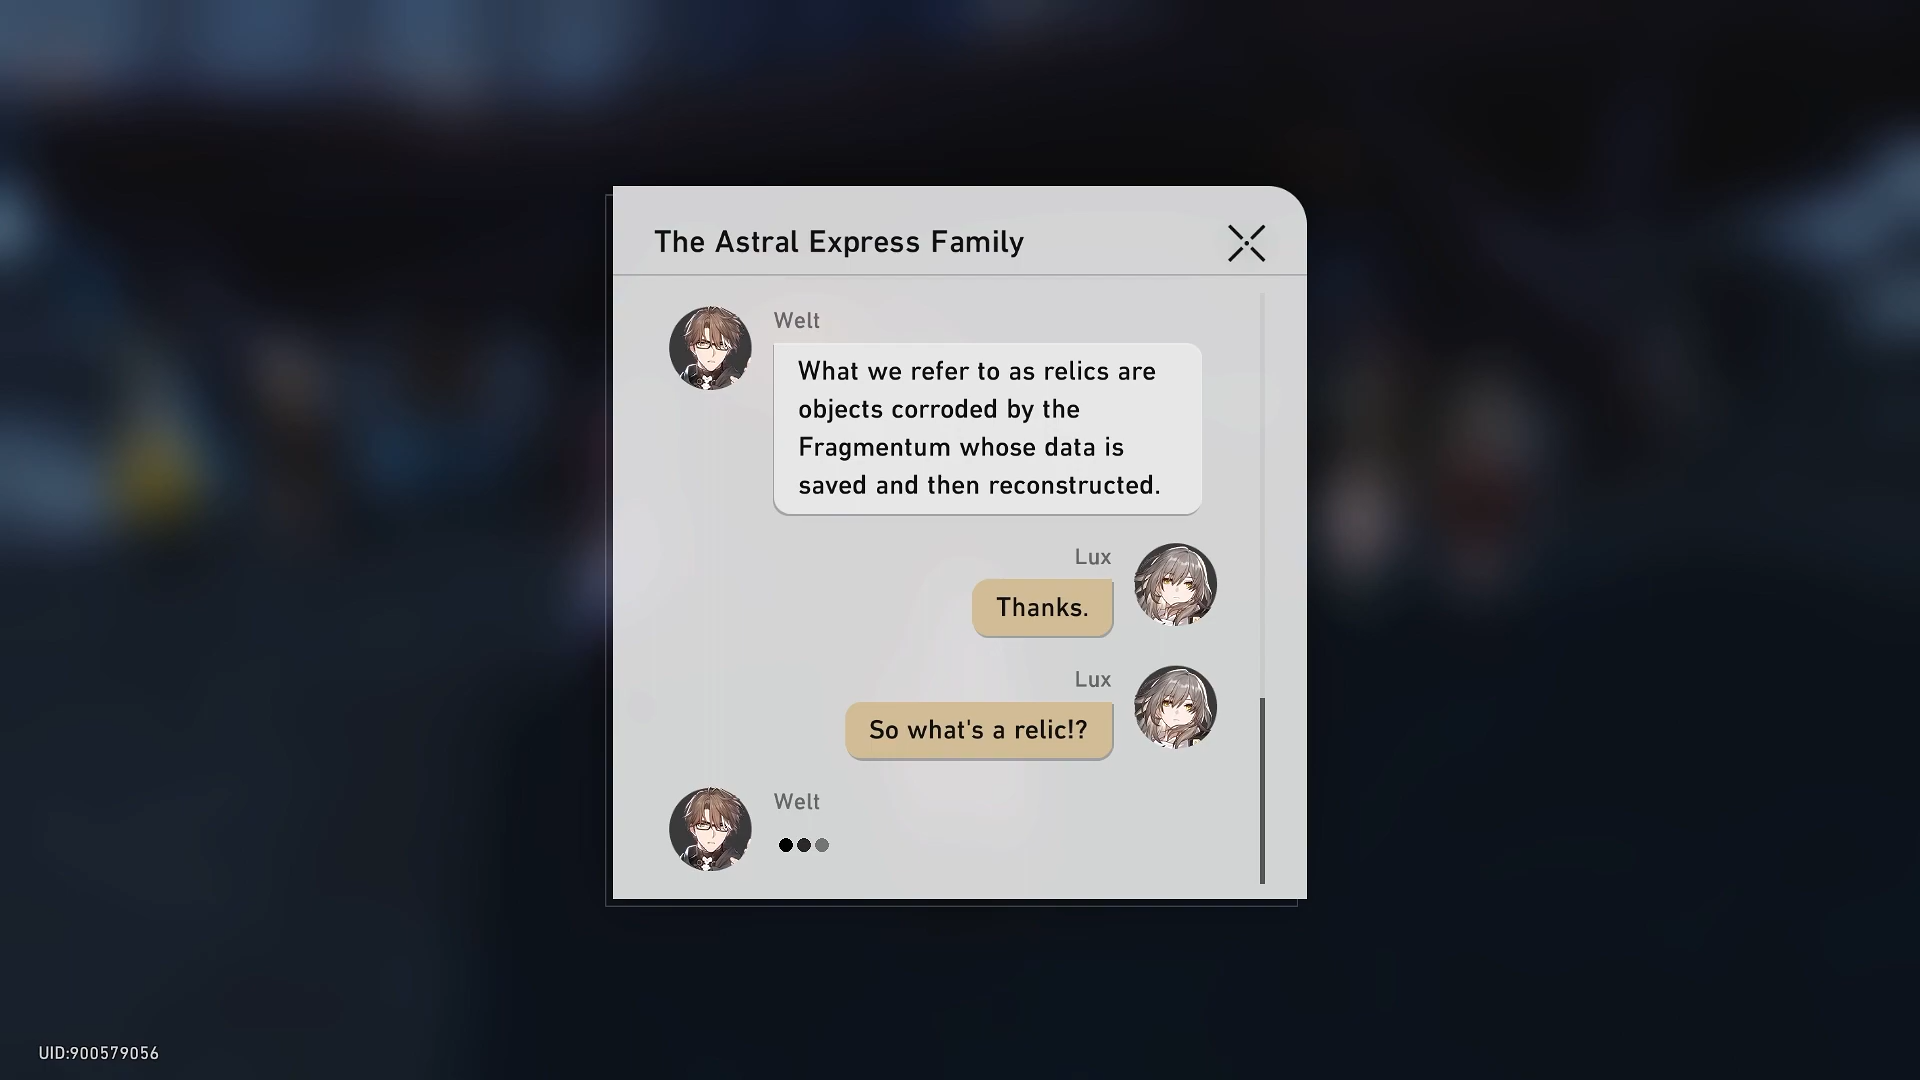 The Astral Express Family
Welt
What we refer to as relics are
objects corroded by the
Fragmentum whose data is
saved and then reconstructed.
Lux
Thanks.
Lux
So what's a relic!?
Welt
UID:900579056